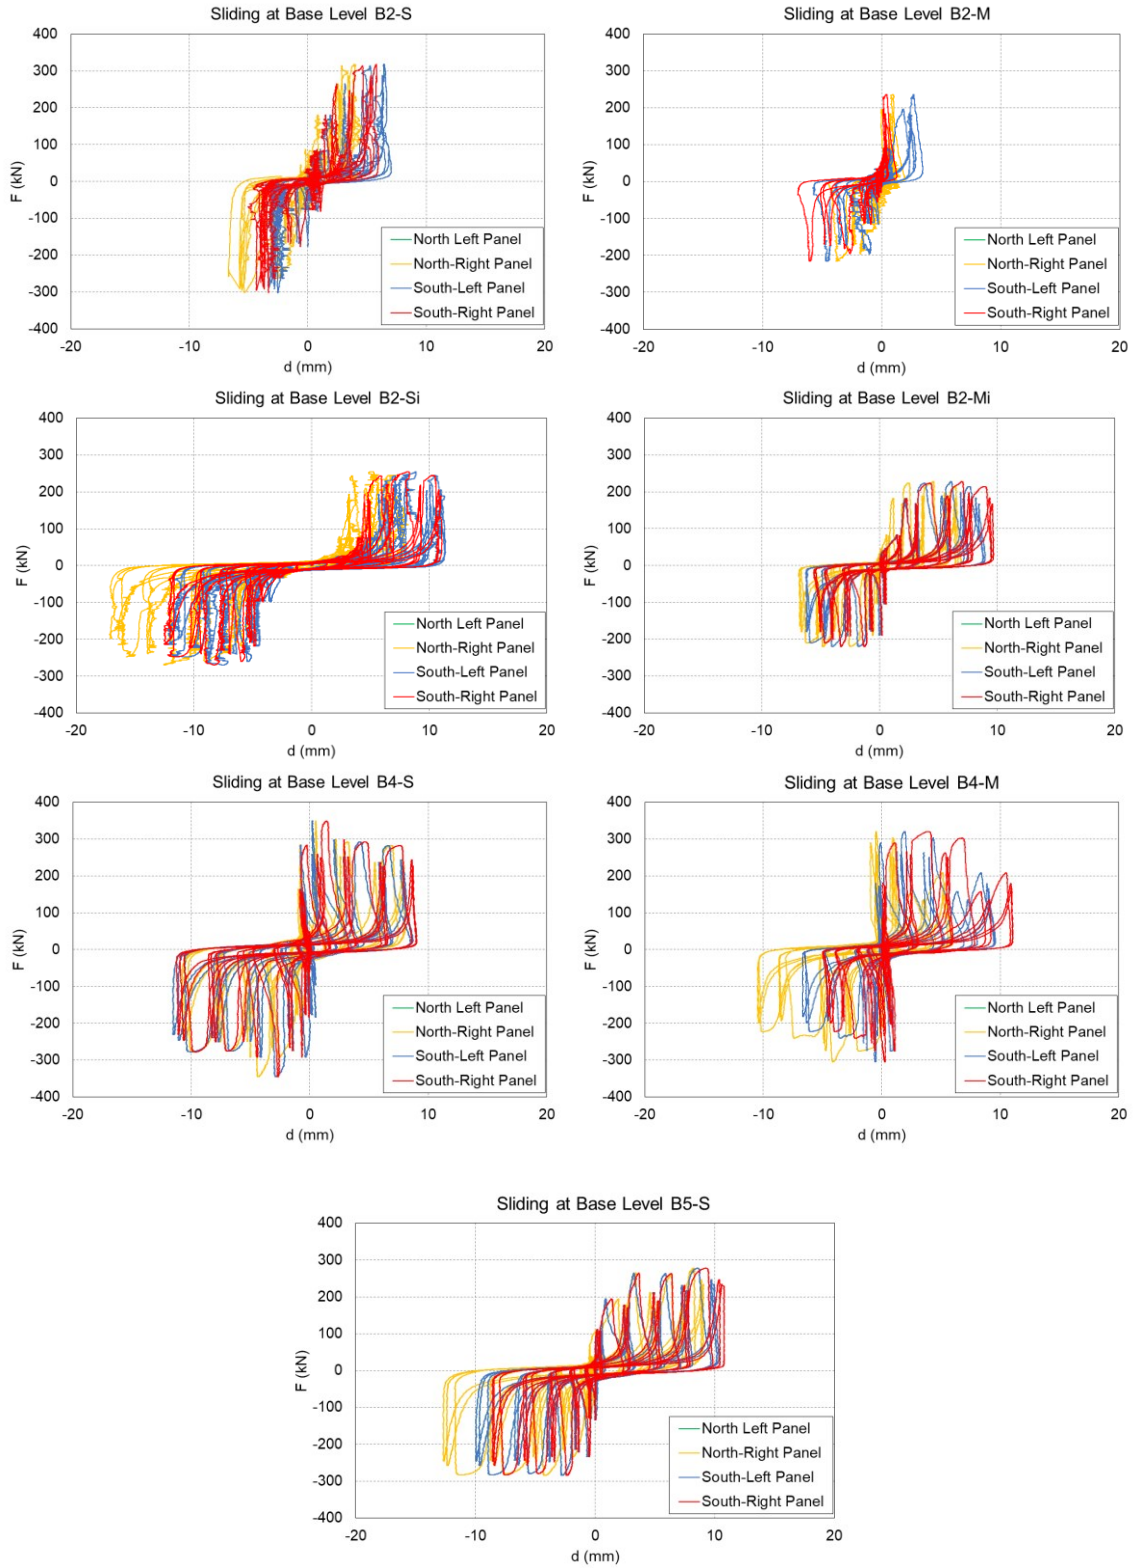 Sliding at Base Level B2-S
400
300
200
100
0
-100
-200
-300
-400
F (kN)
-20 -10 0 10 20
d (mm)
North Left Panel
North-Right Panel
South-Left Panel
South-Right Panel
Sliding at Base Level B2-M
400
300
200
100
0
-100
-200
-300
-400
F (kN)
-20 -10 0 10 20
d (mm)
North Left Panel
North-Right Panel
South-Left Panel
South-Right Panel
Sliding at Base Level B2-Si
400
300
200
100
0
-100
-200
-300
-400
F (kN)
-20 -10 0 10 20
d (mm)
North Left Panel
North-Right Panel
South-Left Panel
South-Right Panel
Sliding at Base Level B2-Mi
400
300
200
100
0
-100
-200
-300
-400
F (kN)
-20 -10 0 10 20
d (mm)
North Left Panel
North-Right Panel
South-Left Panel
South-Right Panel
Sliding at Base Level B4-S
400
300
200
100
0
-100
-200
-300
-400
F (kN)
-20 -10 0 10 20
d (mm)
North Left Panel
North-Right Panel
South-Left Panel
South-Right Panel
Sliding at Base Level B4-M
400
300
200
100
0
-100
-200
-300
-400
F (kN)
-20 -10 0 10 20
d (mm)
North Left Panel
North-Right Panel
South-Left Panel
South-Right Panel
Sliding at Base Level B5-S
400
300
200
100
0
-100
-200
-300
-400
F (kN)
-20 -10 0 10 20
d (mm)
North Left Panel
North-Right Panel
South-Left Panel
South-Right Panel